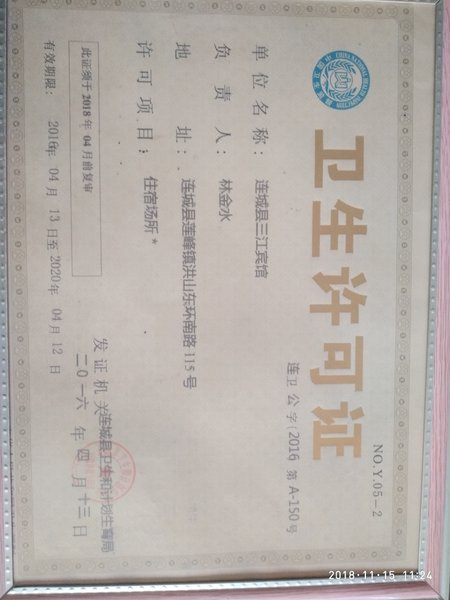 卫生许可证
NO.Y.05-2
连卫 公 字(2016 第 A-150号
单位名称： 连城县三江宾馆
负责人： 林金水
地址： 连城县莲峰镇洪山东环南路115号
许可项目： 住宿场所*
此证须于2018年04月前复审
有效期限： 2016年 04月 13日至2020年 04月 12日
发证机关连城县卫生和计划生育局
二〇一六 年 四 月 十三 日
2018.11.15 11:24